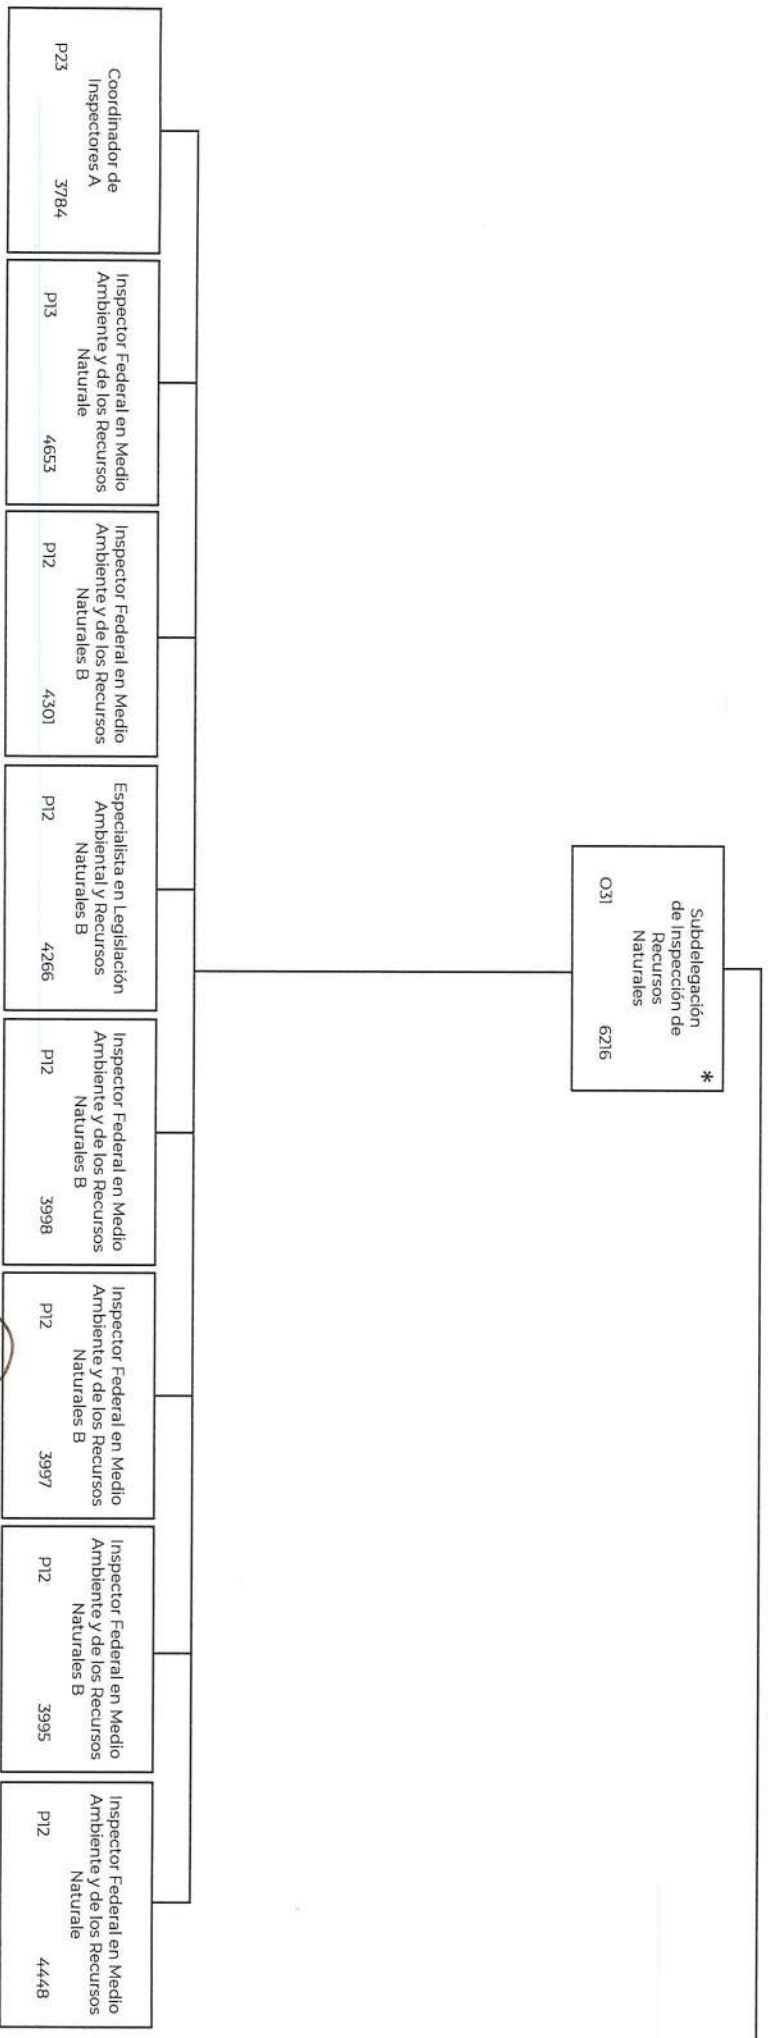 Subdelegación
de Inspección de
Recursos
Naturales
*
O31 6216
Coordinador de
Inspectores A
P23 3784
Inspector Federal en Medio
Ambiente y de los Recursos
Naturale
P13 4653
Inspector Federal en Medio
Ambiente y de los Recursos
Naturales B
P12 4301
Especialista en Legislación
Ambiental y Recursos
Naturales B
P12 4266
Inspector Federal en Medio
Ambiente y de los Recursos
Naturales B
P12 3998
Inspector Federal en Medio
Ambiente y de los Recursos
Naturales B
P12 3997
Inspector Federal en Medio
Ambiente y de los Recursos
Naturales B
P12 3995
Inspector Federal en Medio
Ambiente y de los Recursos
Naturale
P12 4448